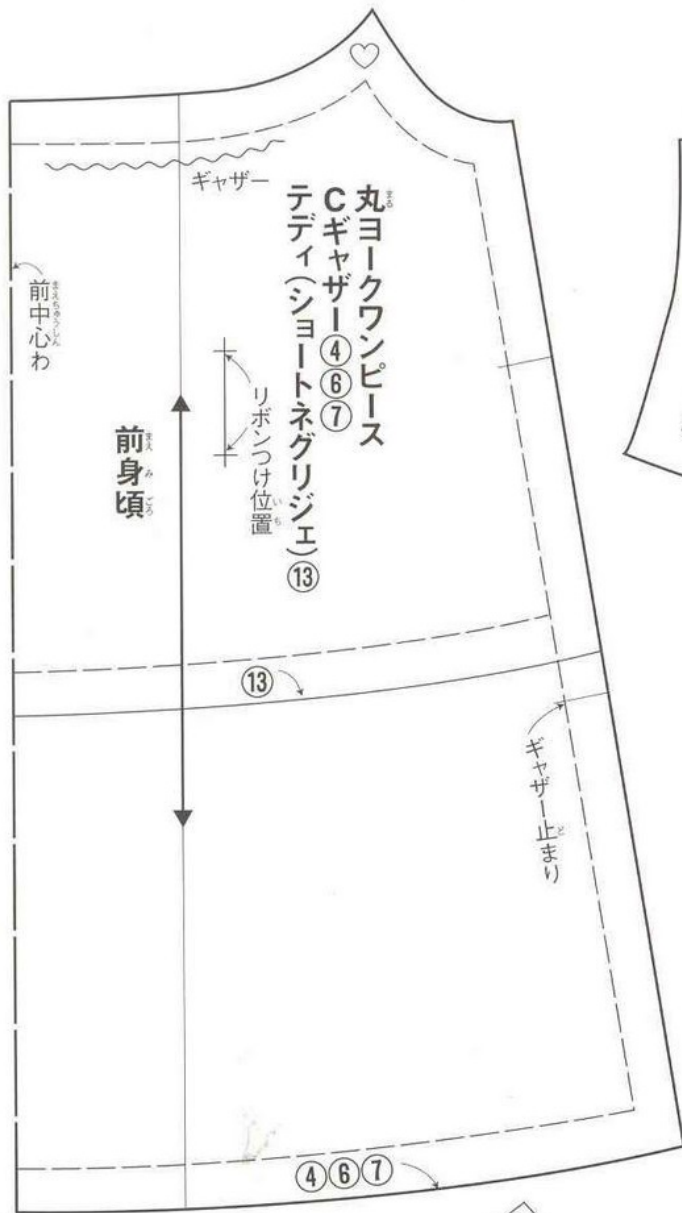 ♡
ギャザー
丸ヨークワンピース
Cギャザー④⑥⑦
テディ(ショートネグリジェ)⑬
リボンつけ位置
前身頃
前中心わ
⑬
ギャザー止まり
④⑥⑦